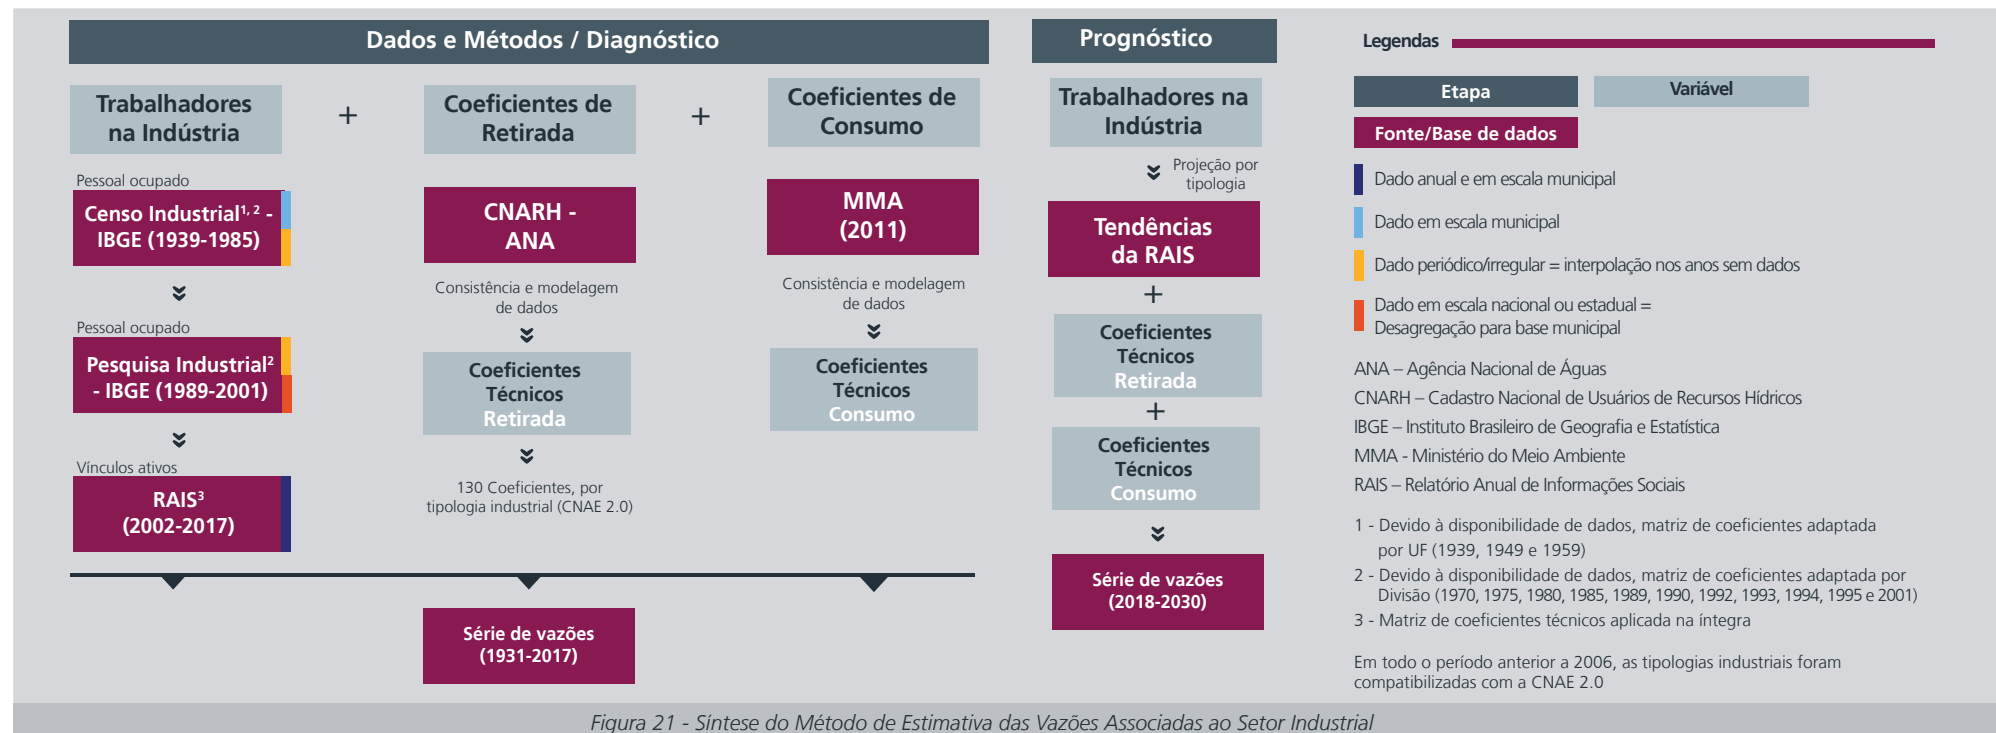 Dados e Métodos / Diagnóstico
Trabalhadores
na Indústria
+
Coeficientes de
Retirada
+
Coeficientes de
Consumo
Pessoal ocupado
Censo Industrial1, 2 -
IBGE (1939-1985)
Pessoal ocupado
Pesquisa Industrial2
- IBGE (1989-2001)
Vínculos ativos
RAIS3
(2002-2017)
CNARH -
ANA
Consistência e modelagem
de dados
Coeficientes
Técnicos
Retirada
130 Coeficientes, por
tipologia industrial (CNAE 2.0)
MMA
(2011)
Consistência e modelagem
de dados
Coeficientes
Técnicos
Consumo
Série de vazões
(1931-2017)
Prognóstico
Trabalhadores na
Indústria
Projeção por
tipologia
Tendências
da RAIS
+
Coeficientes
Técnicos
Retirada
+
Coeficientes
Técnicos
Consumo
Série de vazões
(2018-2030)
Legendas
Etapa
Variável
Fonte/Base de dados
Dado anual e em escala municipal
Dado em escala municipal
Dado periódico/irregular = interpolação nos anos sem dados
Dado em escala nacional ou estadual =
Desagregação para base municipal
ANA – Agência Nacional de Águas
CNARH – Cadastro Nacional de Usuários de Recursos Hídricos
IBGE – Instituto Brasileiro de Geografia e Estatística
MMA - Ministério do Meio Ambiente
RAIS – Relatório Anual de Informações Sociais
1 - Devido à disponibilidade de dados, matriz de coeficientes adaptada
por UF (1939, 1949 e 1959)
2 - Devido à disponibilidade de dados, matriz de coeficientes adaptada por
Divisão (1970, 1975, 1980, 1985, 1989, 1990, 1992, 1993, 1994, 1995 e 2001)
3 - Matriz de coeficientes técnicos aplicada na íntegra
Em todo o período anterior a 2006, as tipologias industriais foram
compatibilizadas com a CNAE 2.0
Figura 21 - Síntese do Método de Estimativa das Vazões Associadas ao Setor Industrial